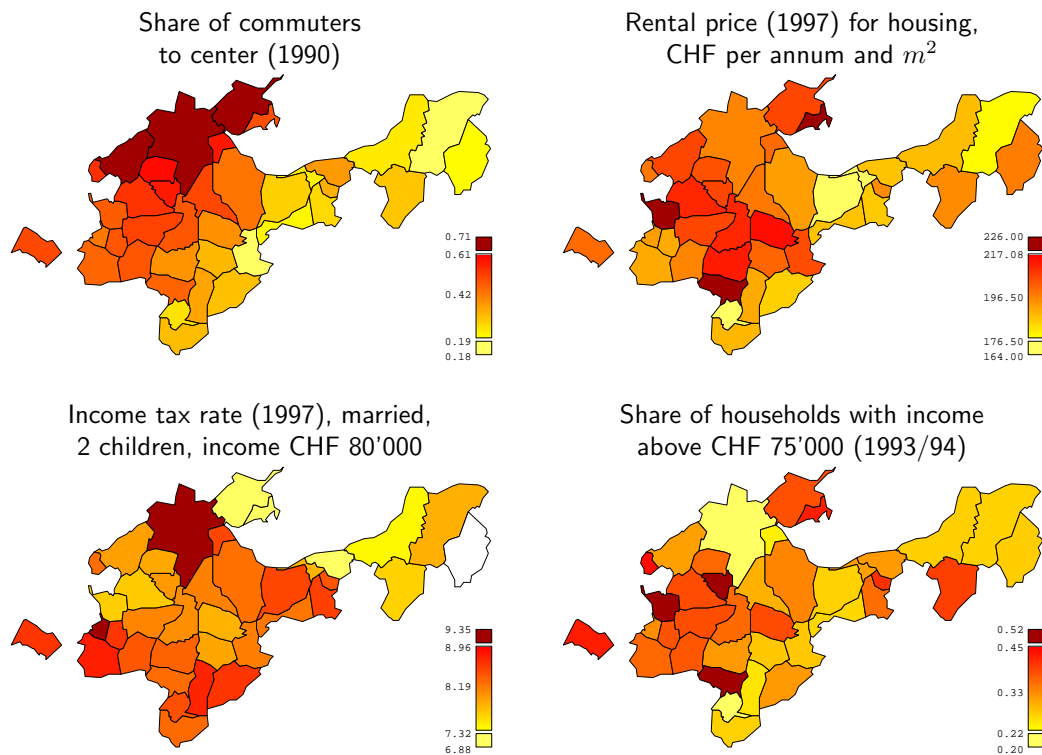 Share of commuters
to center (1990)
0.71
0.61
0.42
0.19
0.18
Rental price (1997) for housing,
CHF per annum and m²
226.00
217.08
196.50
176.50
164.00
Income tax rate (1997), married,
2 children, income CHF 80'000
9.35
8.96
8.19
7.32
6.88
Share of households with income
above CHF 75'000 (1993/94)
0.52
0.45
0.33
0.22
0.20